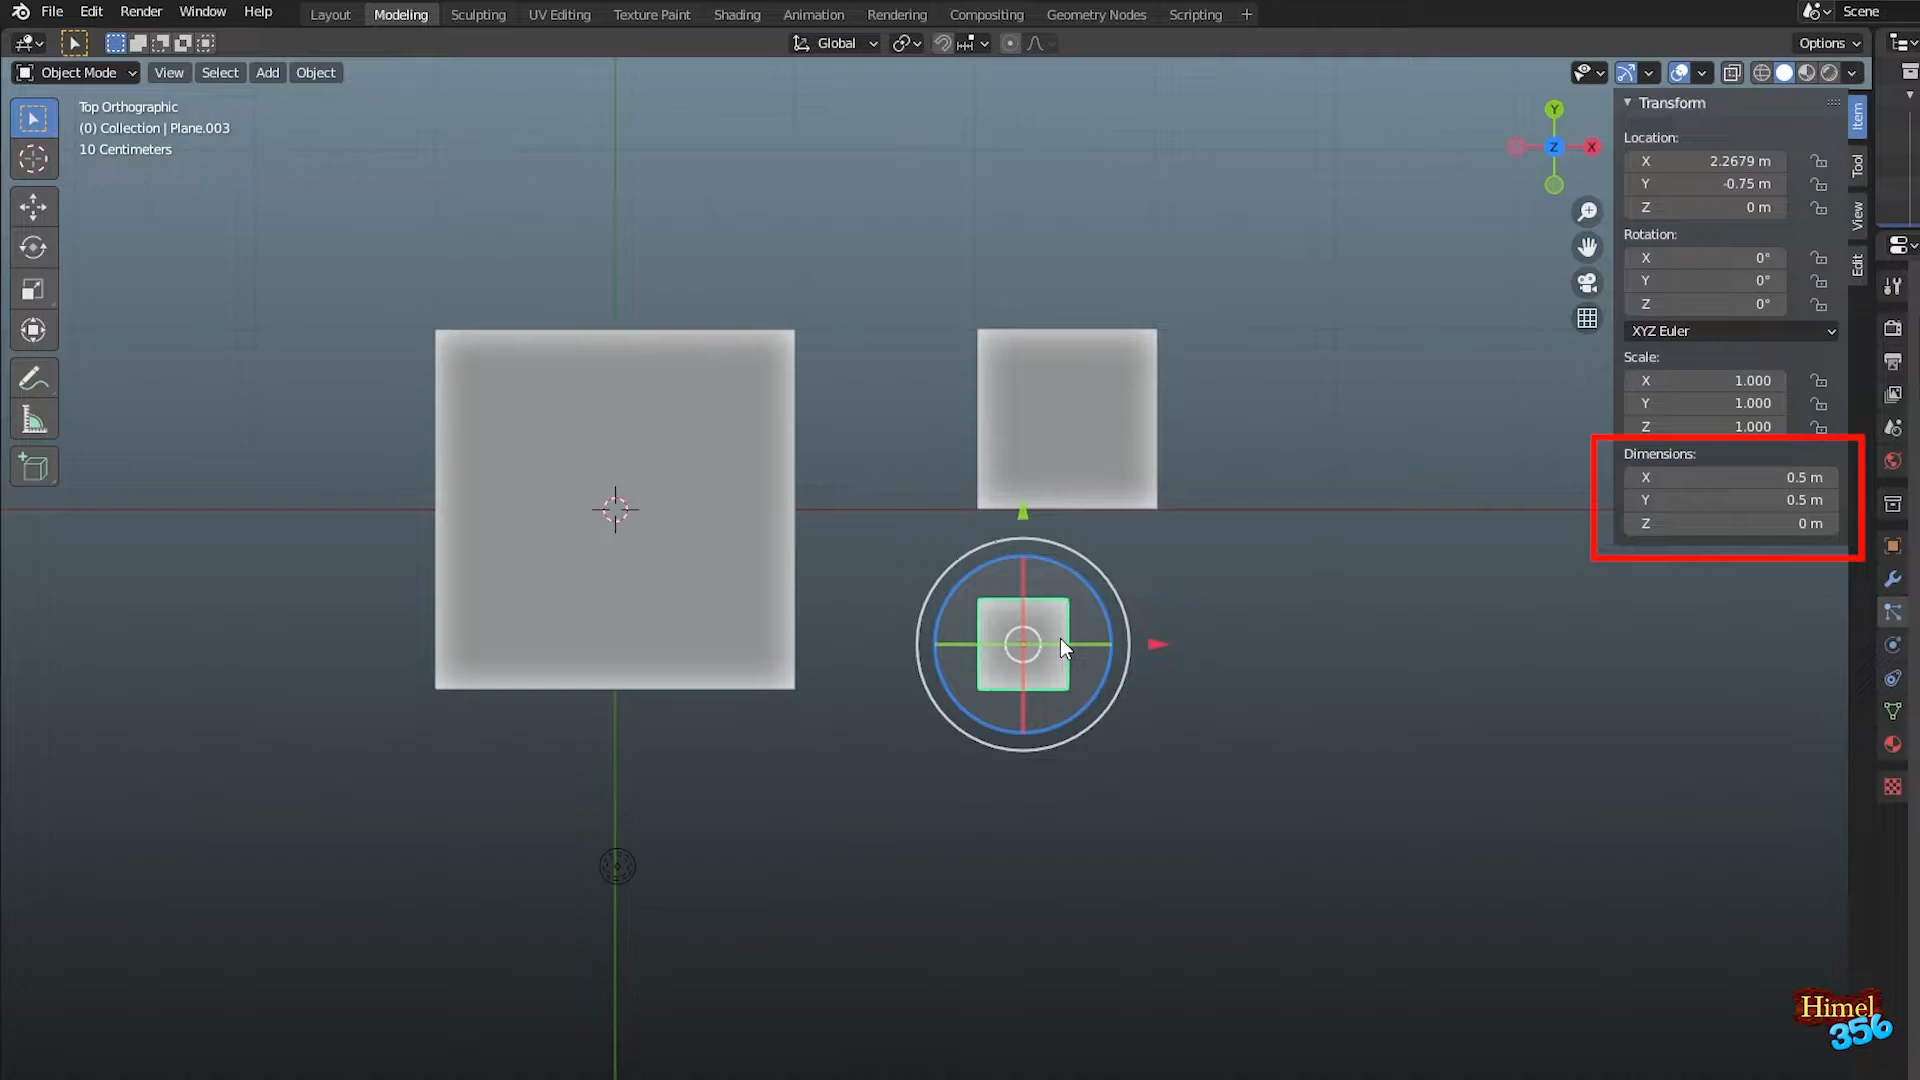 File Edit Render Window Help Layout Modeling Sculpting UV Editing Texture Paint Shading Animation Rendering Compositing Geometry Nodes Scripting + Scene
Global Options
Object Mode View Select Add Object
Top Orthographic
(0) Collection | Plane.003
10 Centimeters
Y
Z
X
Transform
Location:
X 2.2679 m
Y -0.75 m
Z 0 m
Rotation:
X 0°
Y 0°
Z 0°
XYZ Euler
Scale:
X 1.000
Y 1.000
Z 1.000
Dimensions:
X 0.5 m
Y 0.5 m
Z 0 m
Item
Tool
View
Edit
Himel
356